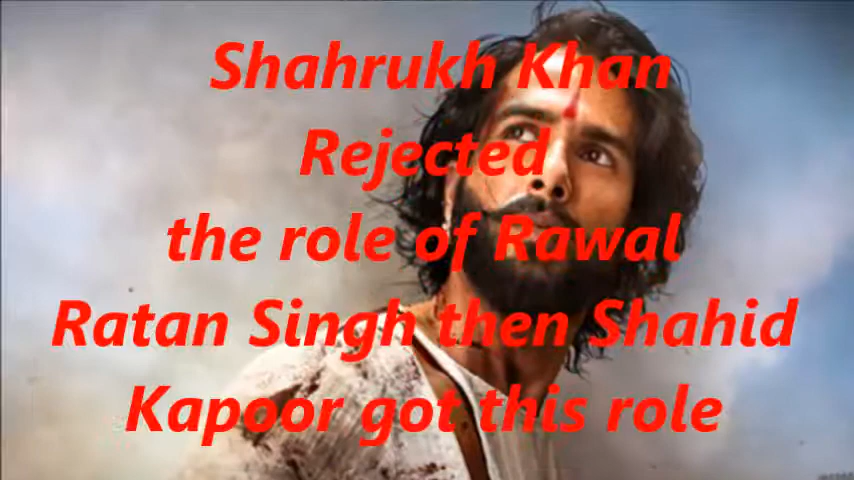 Shahrukh Khan
Rejected
the role of Rawal
Ratan Singh then Shahid
Kapoor got this role